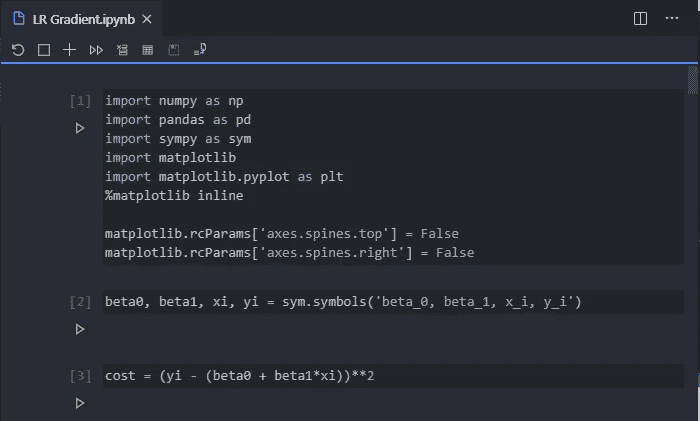 LR Gradient.ipynb
[1]
import numpy as np
import pandas as pd
import sympy as sym
import matplotlib
import matplotlib.pyplot as plt
%matplotlib inline
matplotlib.rcParams['axes.spines.top'] = False
matplotlib.rcParams['axes.spines.right'] = False
[2] beta0, beta1, xi, yi = sym.symbols('beta_0, beta_1, x_i, y_i')
[3] cost = (yi - (beta0 + beta1*xi))**2